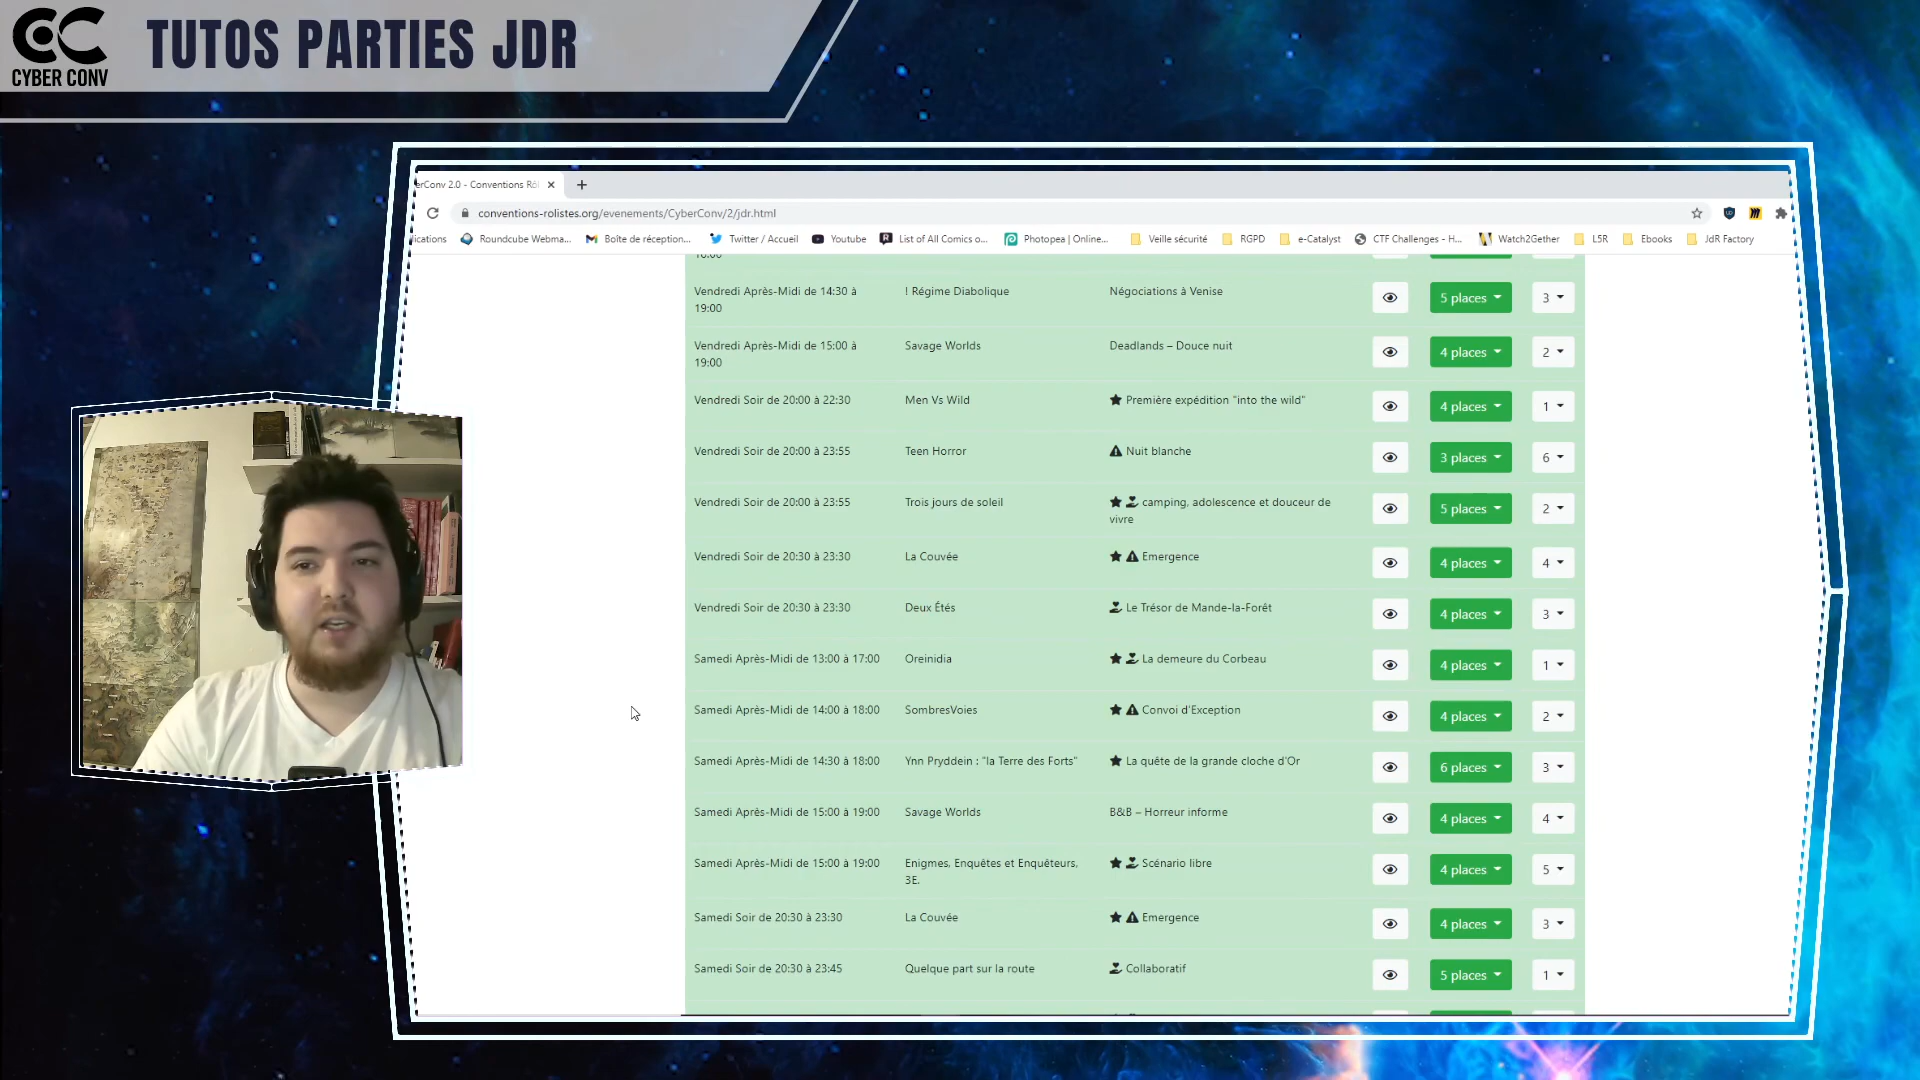 CYBER CONV
TUTOS PARTIES JDR
erConv 2.0 - Conventions Rôl
conventions-rolistes.org/evenements/CyberConv/2/jdr.html
lications Roundcube Webma... Boîte de réception... Twitter / Accueil Youtube List of All Comics o... Photopea | Online... Veille sécurité RGPD e-Catalyst CTF Challenges - H... Watch2Gether L5R Ebooks JdR Factory
Vendredi Après-Midi de 14:30 à
19:00
! Régime Diabolique
Négociations à Venise
5 places
3
Vendredi Après-Midi de 15:00 à
19:00
Savage Worlds
Deadlands – Douce nuit
4 places
2
Vendredi Soir de 20:00 à 22:30
Men Vs Wild
Première expédition "into the wild"
4 places
1
Vendredi Soir de 20:00 à 23:55
Teen Horror
Nuit blanche
3 places
6
Vendredi Soir de 20:00 à 23:55
Trois jours de soleil
camping, adolescence et douceur de
vivre
5 places
2
Vendredi Soir de 20:30 à 23:30
La Couvée
Emergence
4 places
4
Vendredi Soir de 20:30 à 23:30
Deux Étés
Le Trésor de Mande-la-Forêt
4 places
3
Samedi Après-Midi de 13:00 à 17:00
Oreinidia
La demeure du Corbeau
4 places
1
Samedi Après-Midi de 14:00 à 18:00
SombresVoies
Convoi d'Exception
4 places
2
Samedi Après-Midi de 14:30 à 18:00
Ynn Pryddein : "la Terre des Forts"
La quête de la grande cloche d'Or
6 places
3
Samedi Après-Midi de 15:00 à 19:00
Savage Worlds
B&B – Horreur informe
4 places
4
Samedi Après-Midi de 15:00 à 19:00
Enigmes, Enquêtes et Enquêteurs,
3E.
Scénario libre
4 places
5
Samedi Soir de 20:30 à 23:30
La Couvée
Emergence
4 places
3
Samedi Soir de 20:30 à 23:45
Quelque part sur la route
Collaboratif
5 places
1